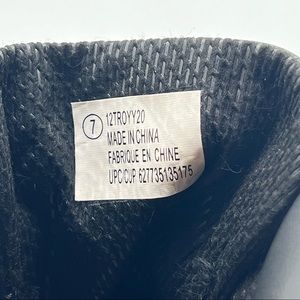 7 12TROYY20
MADE IN CHINA
FABRIQUE EN CHINE
UPC/CUP 627735135175